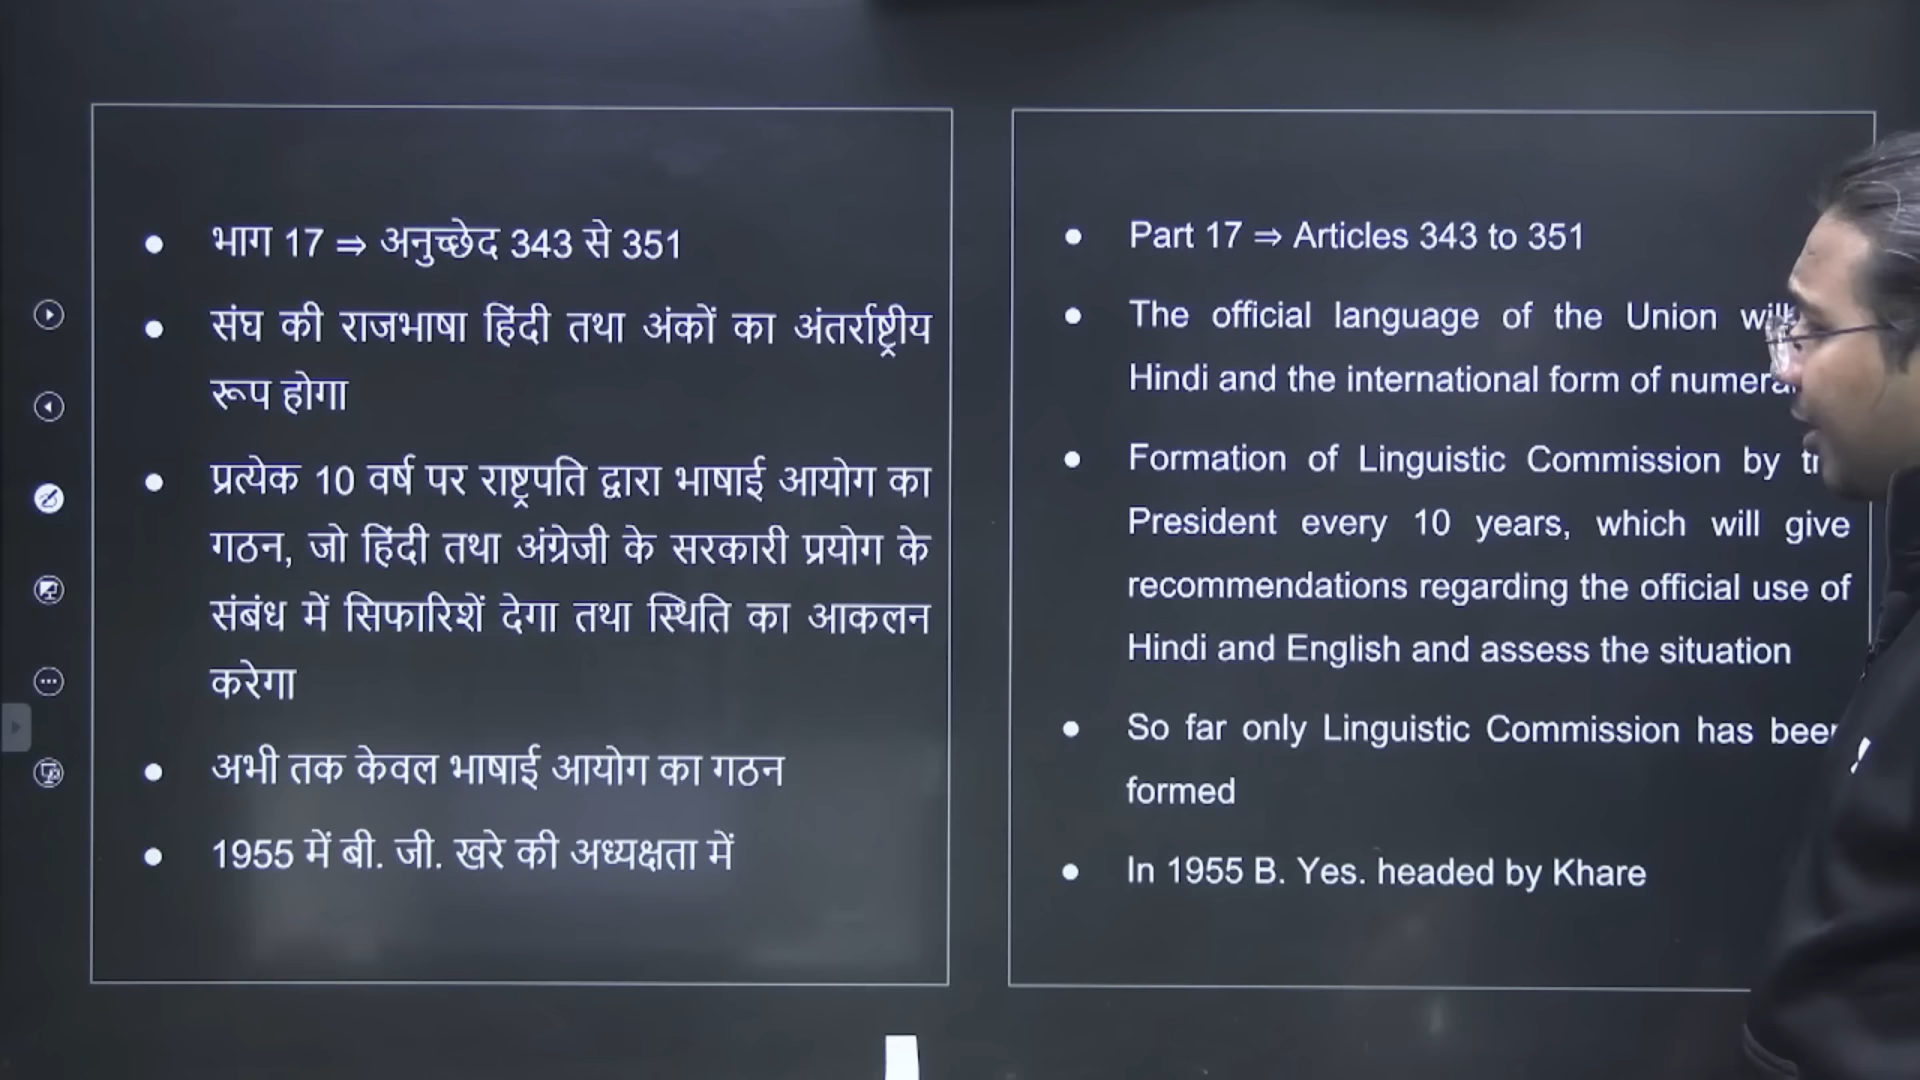 • भाग 17 ⇒ अनुच्छेद 343 से 351
• संघ की राजभाषा हिंदी तथा अंकों का अंतर्राष्ट्रीय
रूप होगा
• प्रत्येक 10 वर्ष पर राष्ट्रपति द्वारा भाषाई आयोग का
गठन, जो हिंदी तथा अंग्रेजी के सरकारी प्रयोग के
संबंध में सिफारिशें देगा तथा स्थिति का आकलन
करेगा
• अभी तक केवल भाषाई आयोग का गठन
• 1955 में बी. जी. खरे की अध्यक्षता में
• Part 17 ⇒ Articles 343 to 351
• The official language of the Union will
Hindi and the international form of
• Formation of Linguistic Commission by
President every 10 years, which will give
recommendations regarding the official use of
Hindi and English and assess the situation
• So far only Linguistic Commission has
formed
• In 1955 B. Yes. headed by Khare